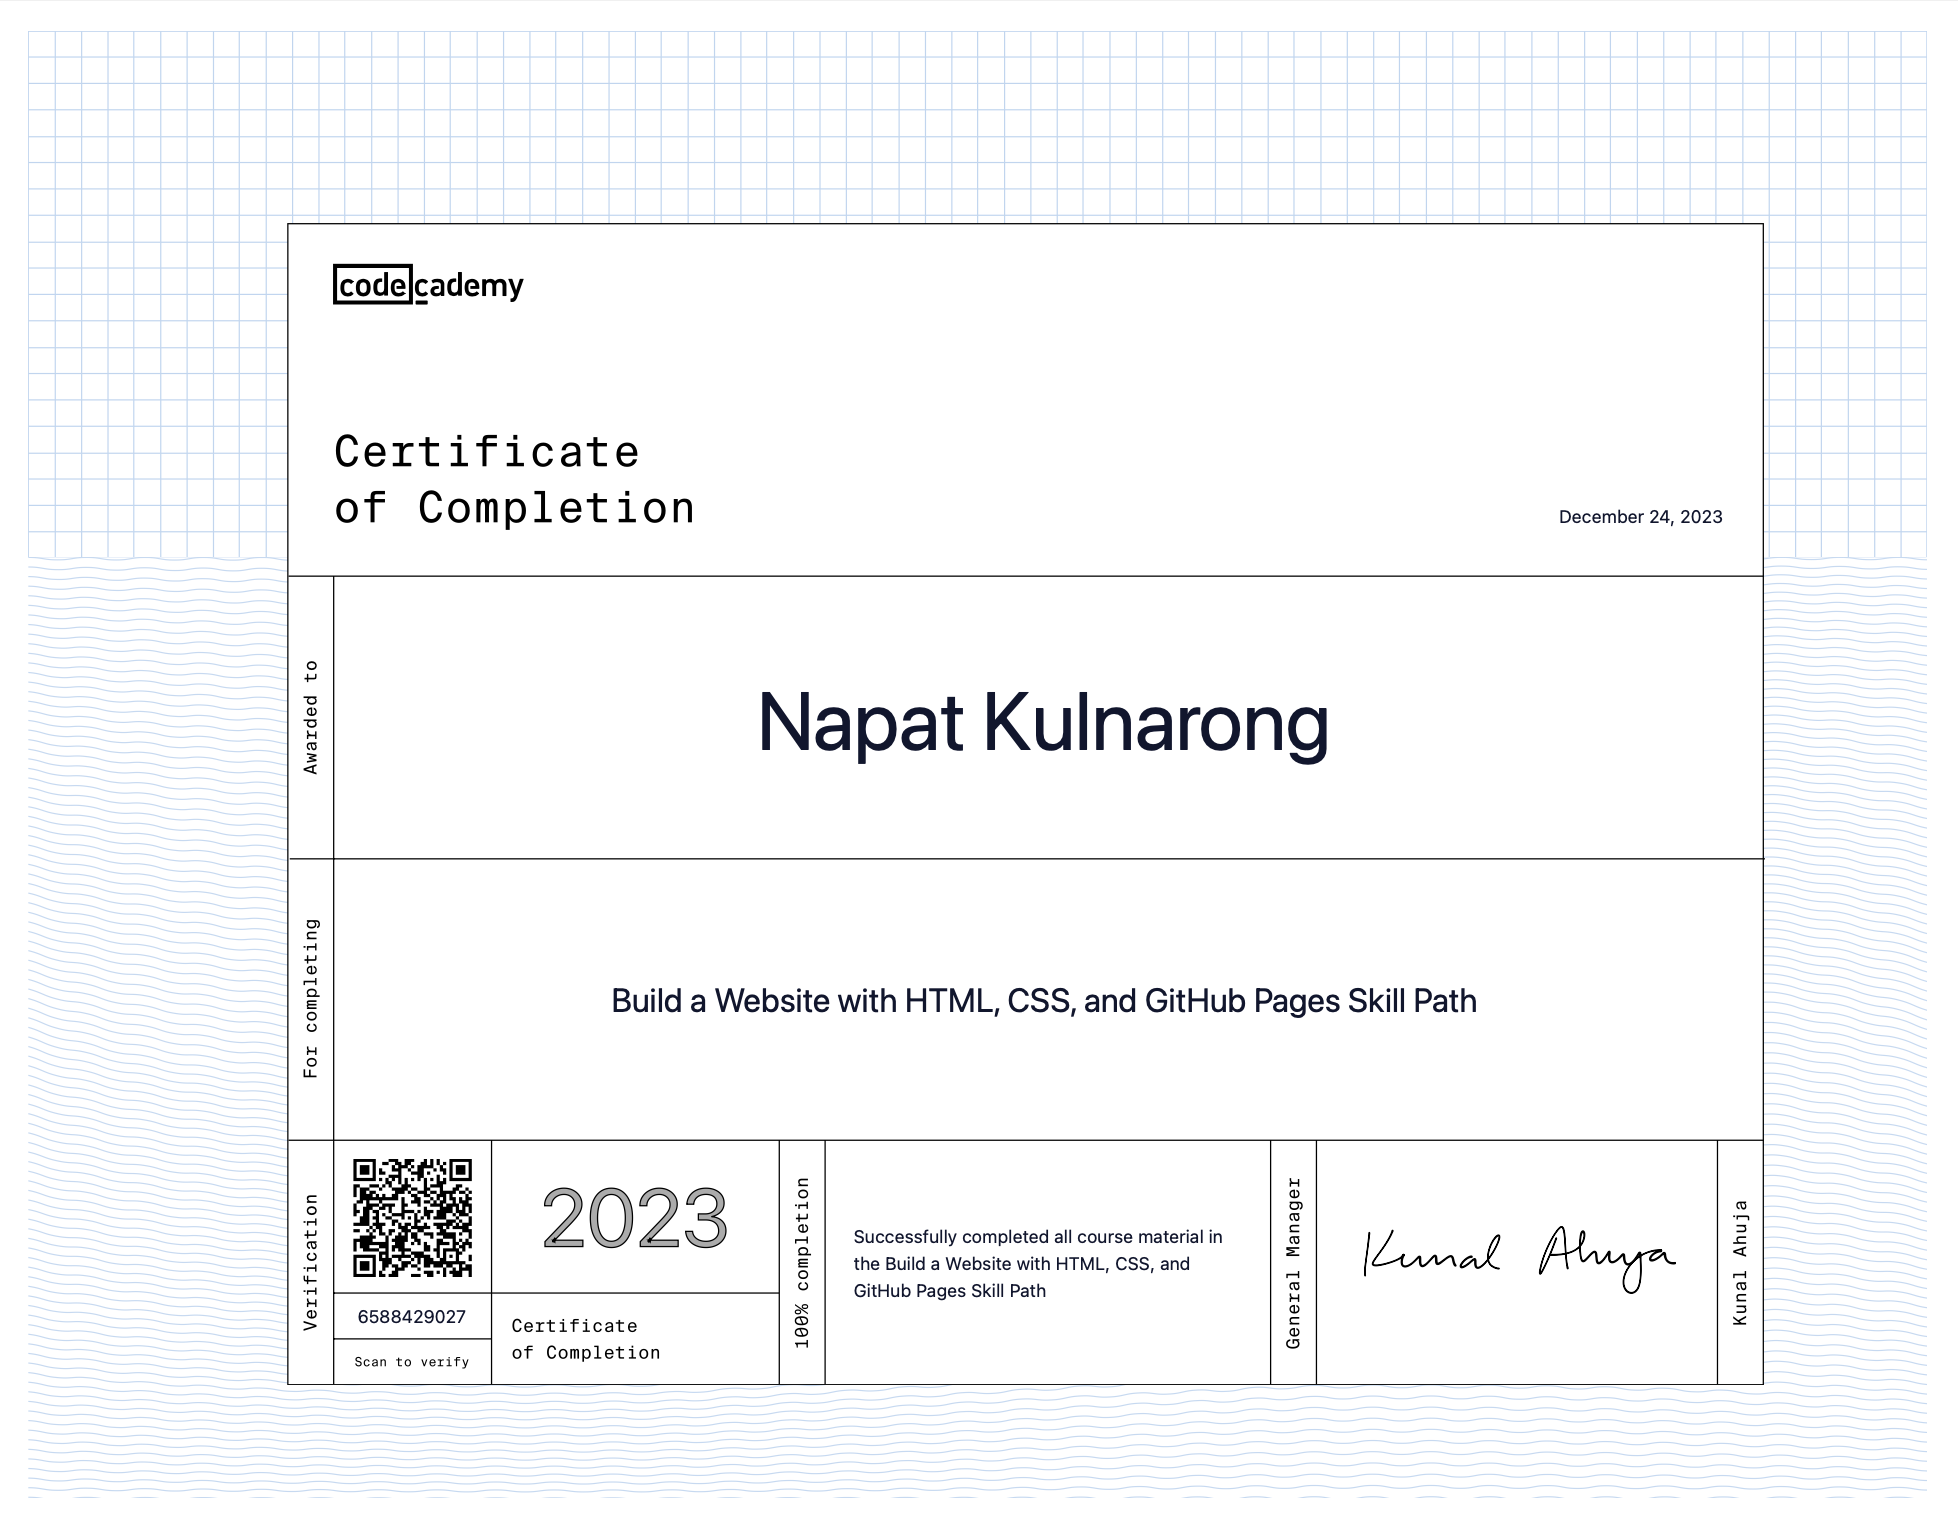 codecademy
Certificate
of Completion
December 24, 2023
Awarded to
Napat Kulnarong
For completing
Build a Website with HTML, CSS, and GitHub Pages Skill Path
Verification
6588429027
Scan to verify
2023
Certificate
of Completion
100% completion
Successfully completed all course material in
the Build a Website with HTML, CSS, and
GitHub Pages Skill Path
General Manager
Kunal Ahuja
Kunal Ahuja